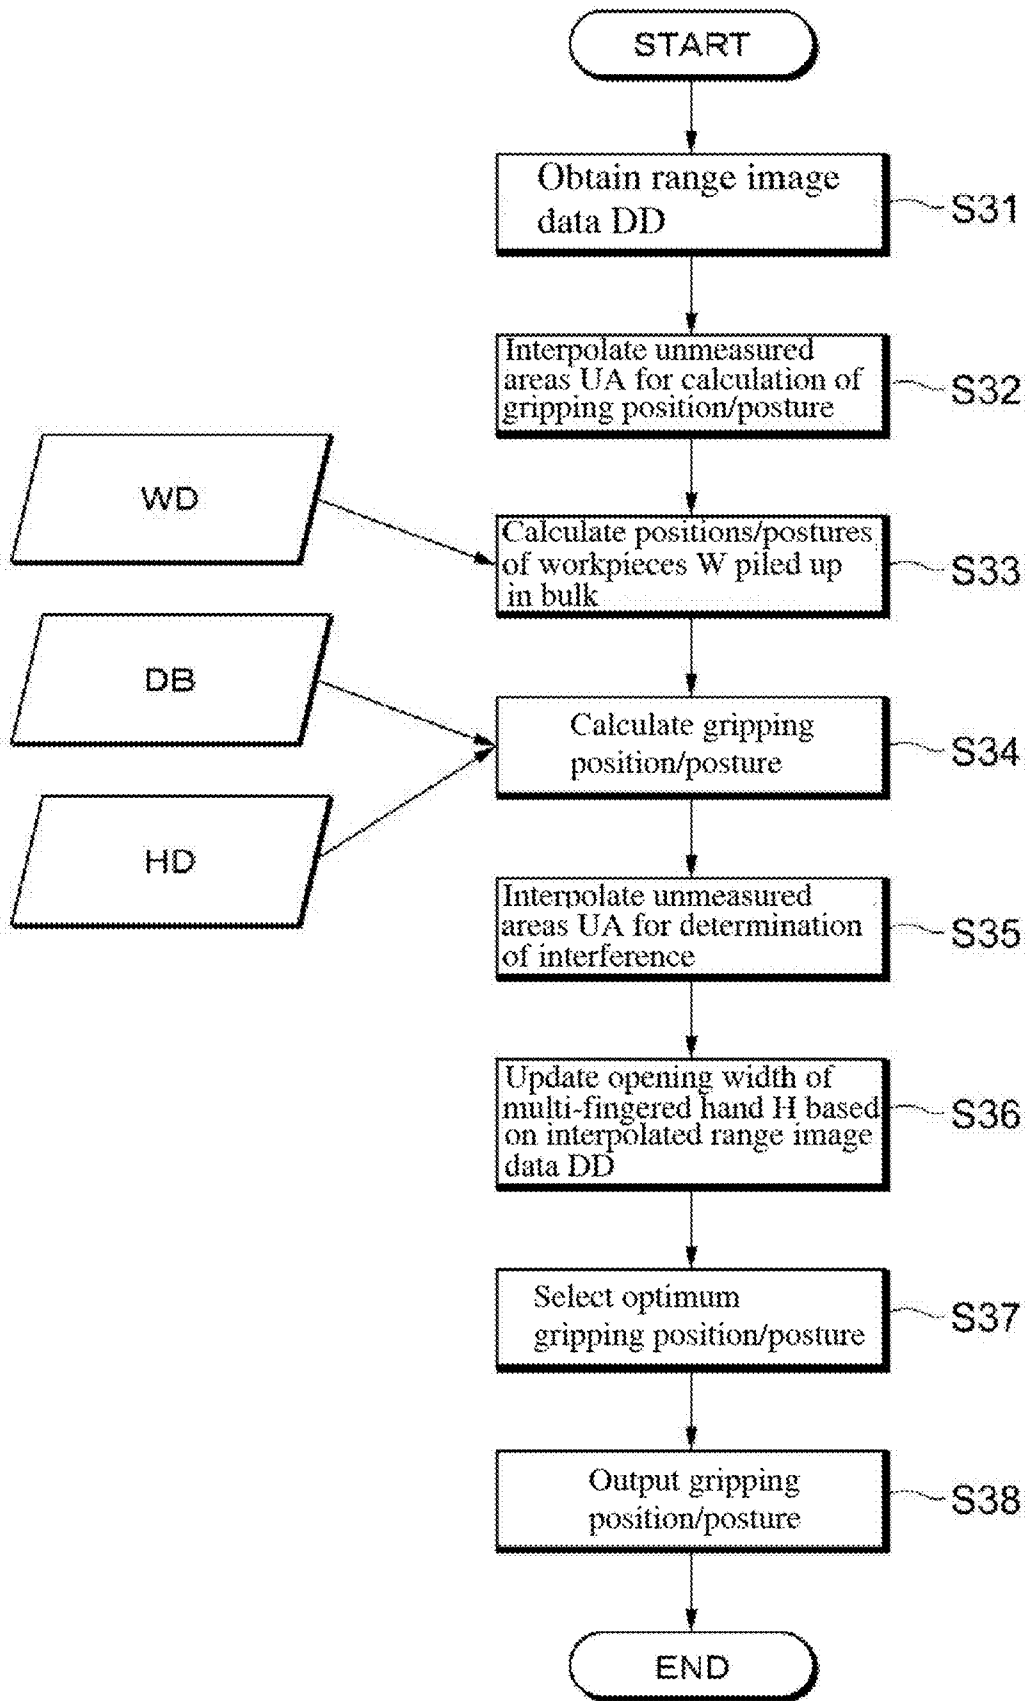 START
Obtain range image
data DD
S31
Interpolate unmeasured
areas UA for calculation of
gripping position/posture
S32
WD
Calculate positions/postures
of workpieces W piled up
in bulk
S33
DB
Calculate gripping
position/posture
S34
HD
Interpolate unmeasured
areas UA for determination
of interference
S35
Update opening width of
multi-fingered hand H based
on interpolated range image
data DD
S36
Select optimum
gripping position/posture
S37
Output gripping
position/posture
S38
END